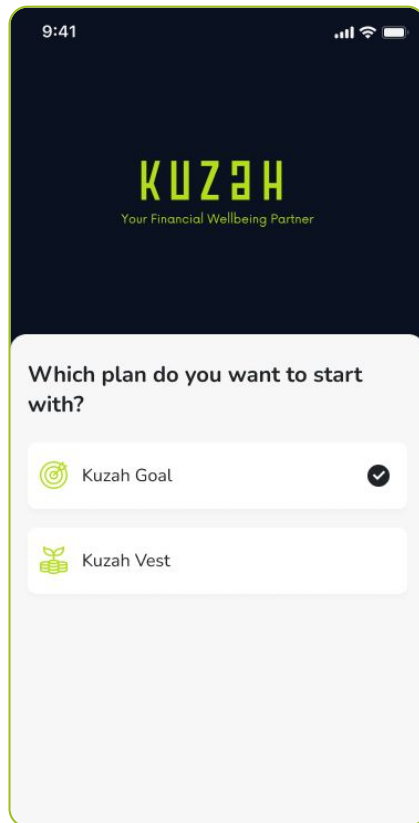 9:41
KUZAH
Your Financial Wellbeing Partner
Which plan do you want to start
with?
Kuzah Goal
Kuzah Vest